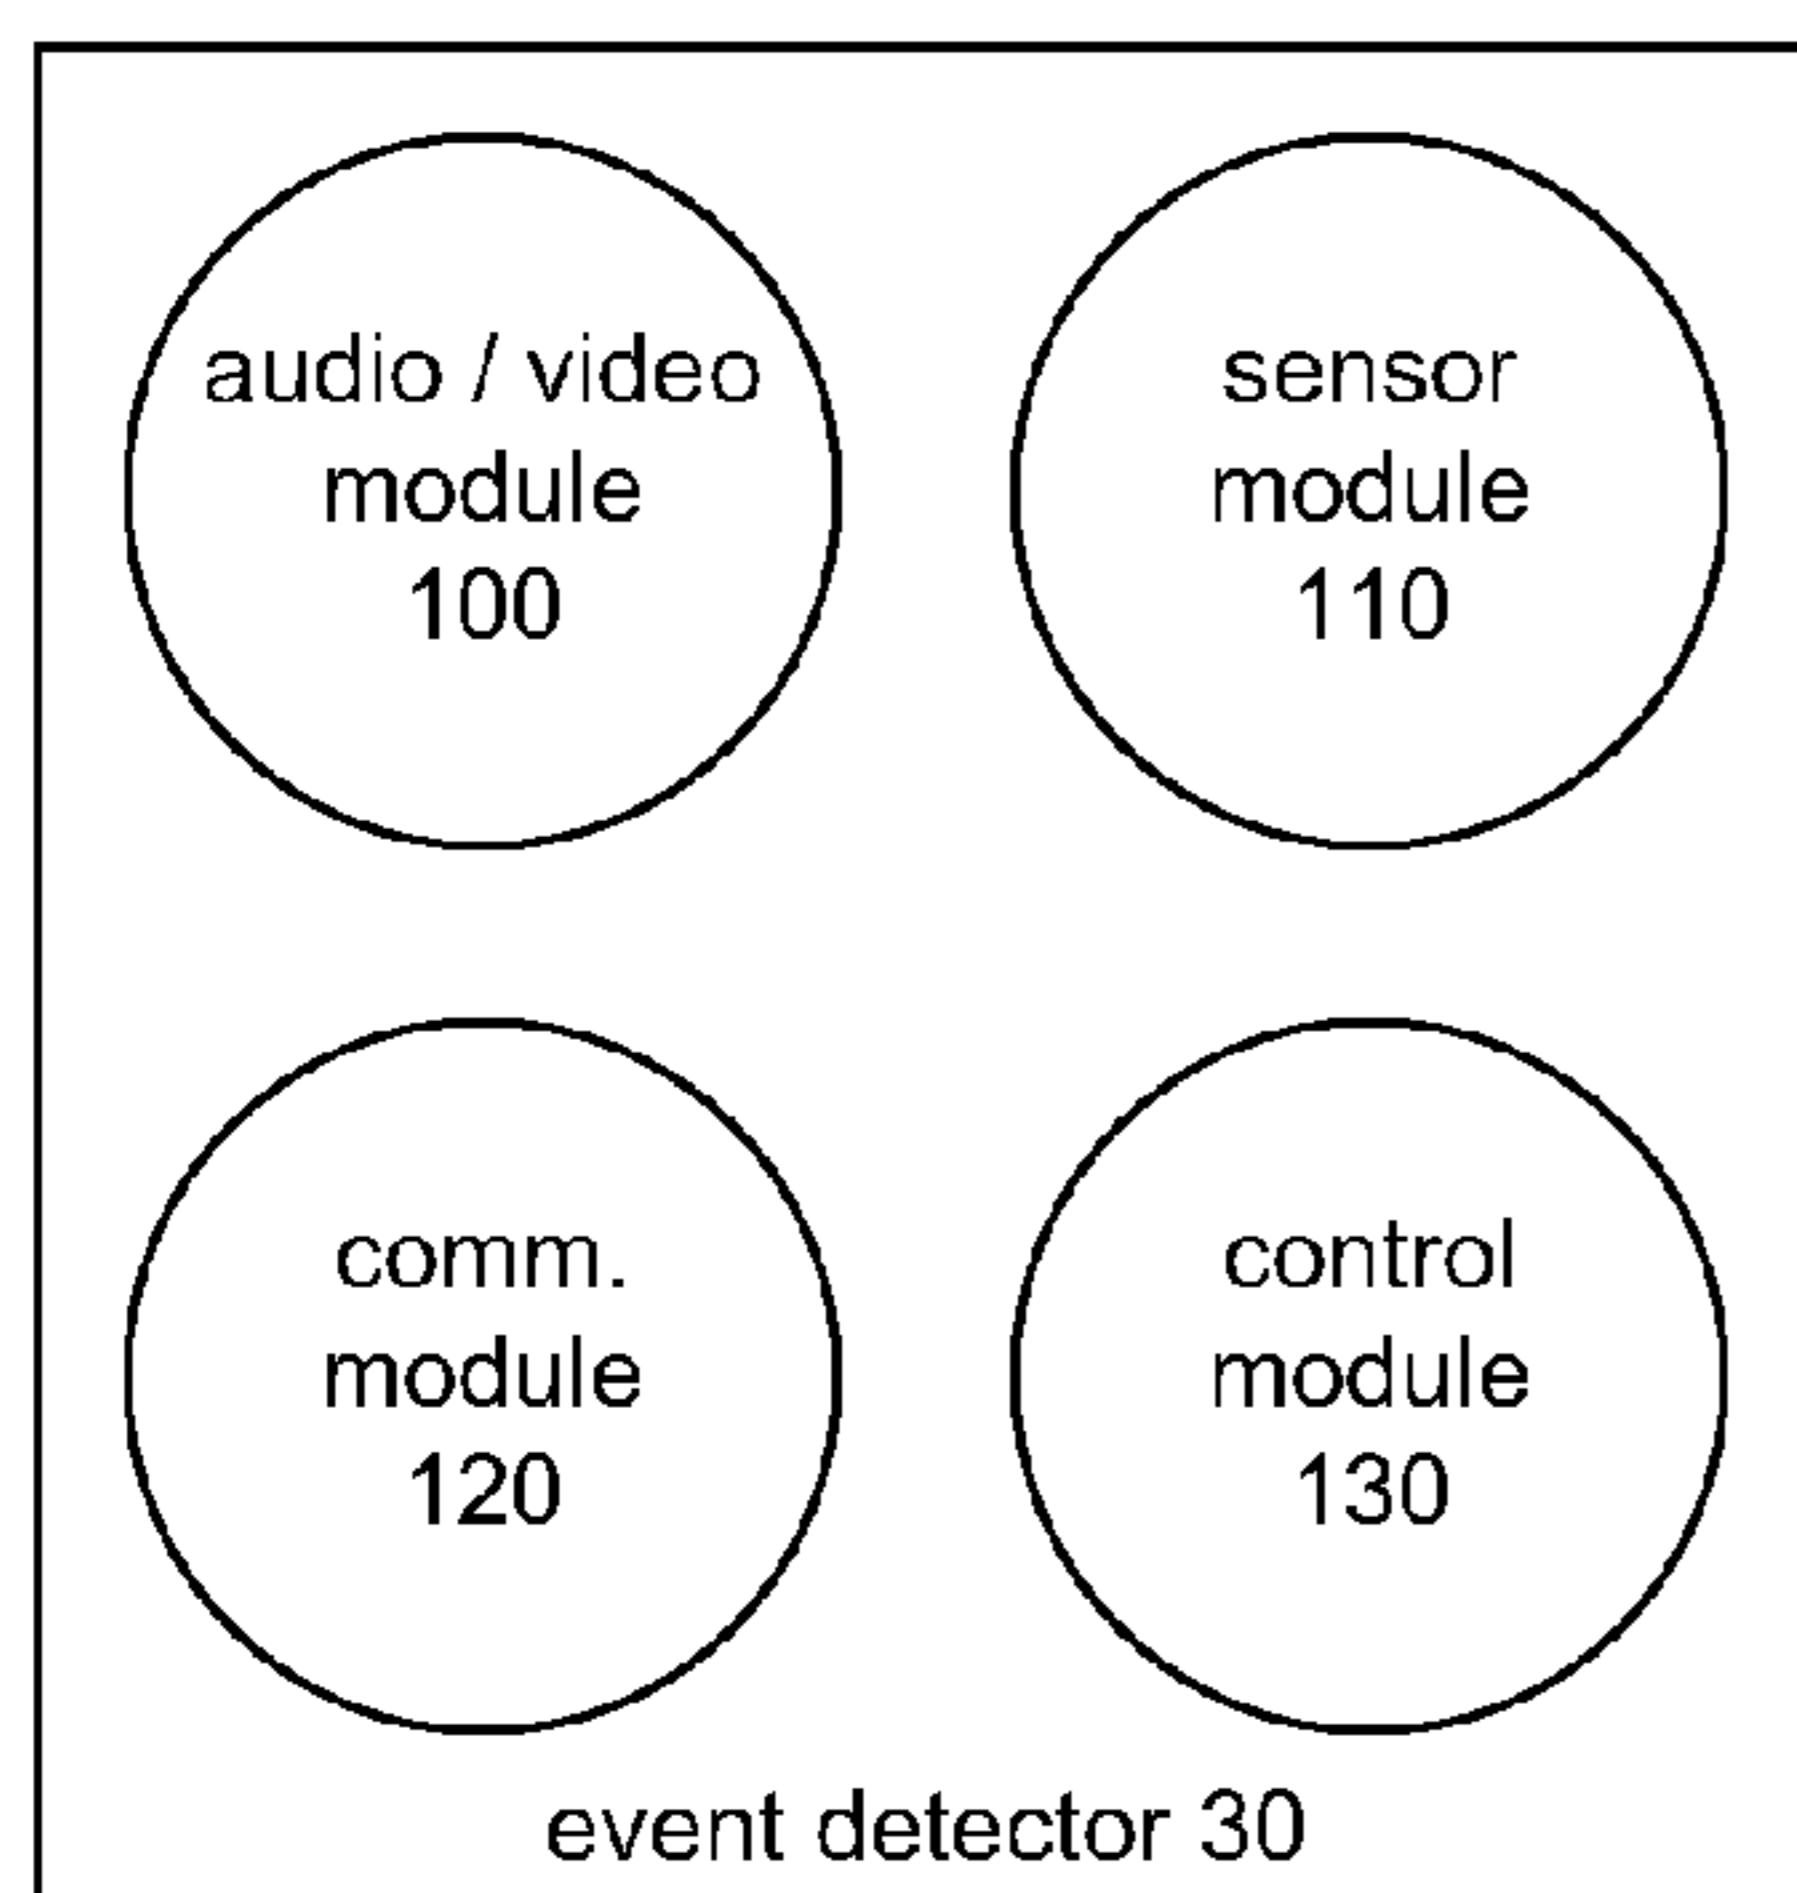 audio / video
module
100
sensor
module
110
comm.
module
120
control
module
130
event detector 30